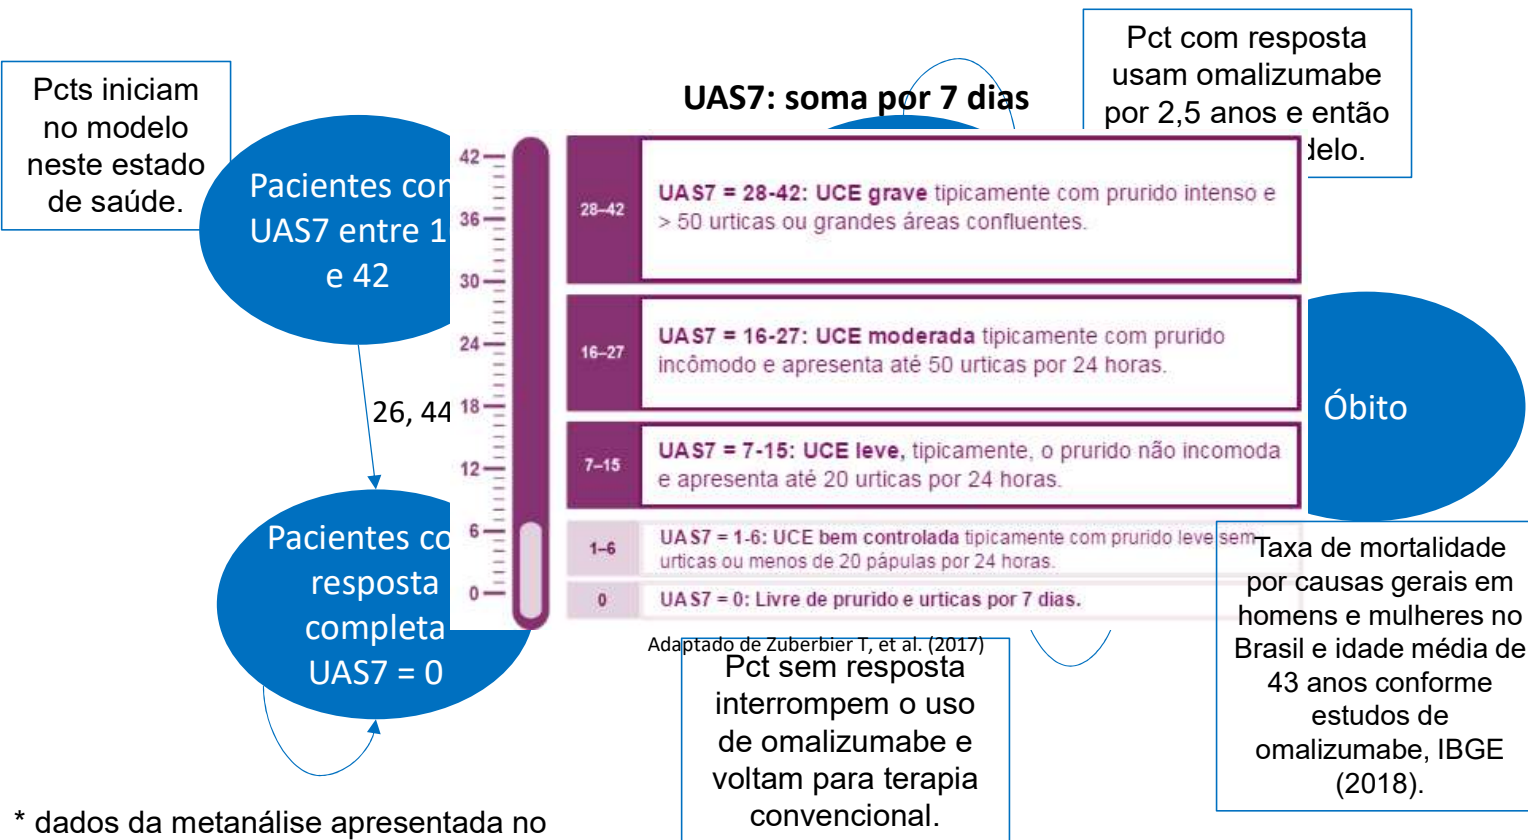 Pcts iniciam
no modelo
neste estado
de saúde.
Pct com resposta
usam omalizumabe
por 2,5 anos e então
delo.
UAS7: soma por 7 dias
Pacientes com
UAS7 entre 1
e 42
42
36
30
24
18
12
6
0
28–42
UAS7 = 28-42: UCE grave tipicamente com prurido intenso e
> 50 urticas ou grandes áreas confluentes.
16–27
UAS7 = 16-27: UCE moderada tipicamente com prurido
incômodo e apresenta até 50 urticas por 24 horas.
7–15
UAS7 = 7-15: UCE leve, tipicamente, o prurido não incomoda
e apresenta até 20 urticas por 24 horas.
1–6
UAS7 = 1-6: UCE bem controlada tipicamente com prurido leve sem
urticas ou menos de 20 pápulas por 24 horas.
0
UAS7 = 0: Livre de prurido e urticas por 7 dias.
Adaptado de Zuberbier T, et al. (2017)
26, 44
Óbito
Pacientes co
resposta
completa
UAS7 = 0
Pct sem resposta
interrompem o uso
de omalizumabe e
voltam para terapia
convencional.
Taxa de mortalidade
por causas gerais em
homens e mulheres no
Brasil e idade média de
43 anos conforme
estudos de
omalizumabe, IBGE
(2018).
* dados da metanálise apresentada no